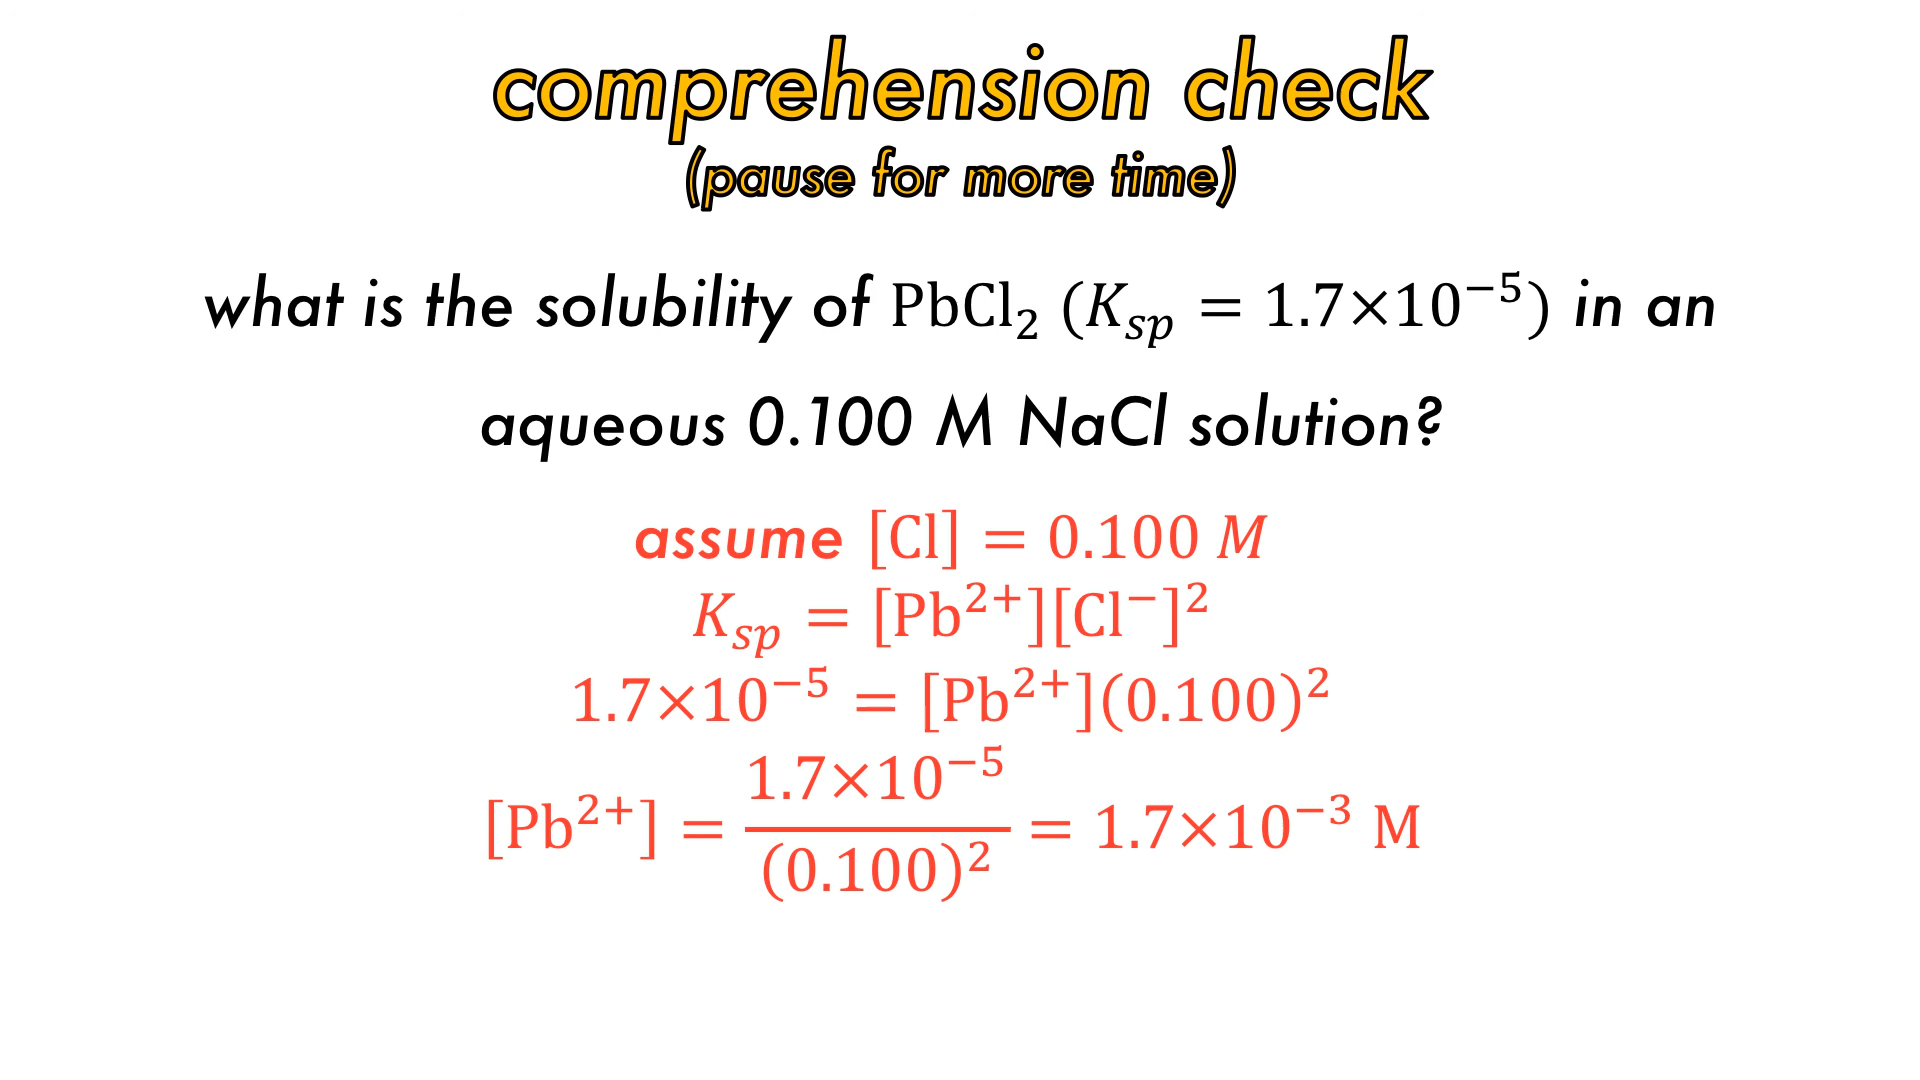 comprehension check
(pause for more time)
what is the solubility of PbCl₂ (Kₛₚ = 1.7×10⁻⁵) in an
aqueous 0.100 M NaCl solution?
assume [Cl] = 0.100 M
Kₛₚ = [Pb²⁺][Cl⁻]²
1.7×10⁻⁵ = [Pb²⁺](0.100)²
[Pb²⁺] = 1.7×10⁻⁵ / (0.100)² = 1.7×10⁻³ M